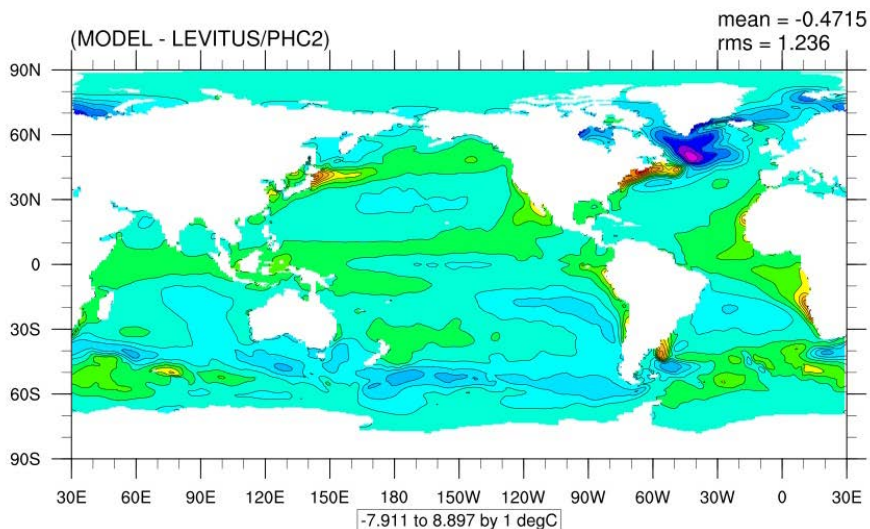 mean = -0.4715
(MODEL - LEVITUS/PHC2)
rms = 1.236
90N
60N
30N
0
30S
60S
90S
30E 60E 90E 120E 150E 180 150W 120W 90W 60W 30W 0 30E
-7.911 to 8.897 by 1 degC